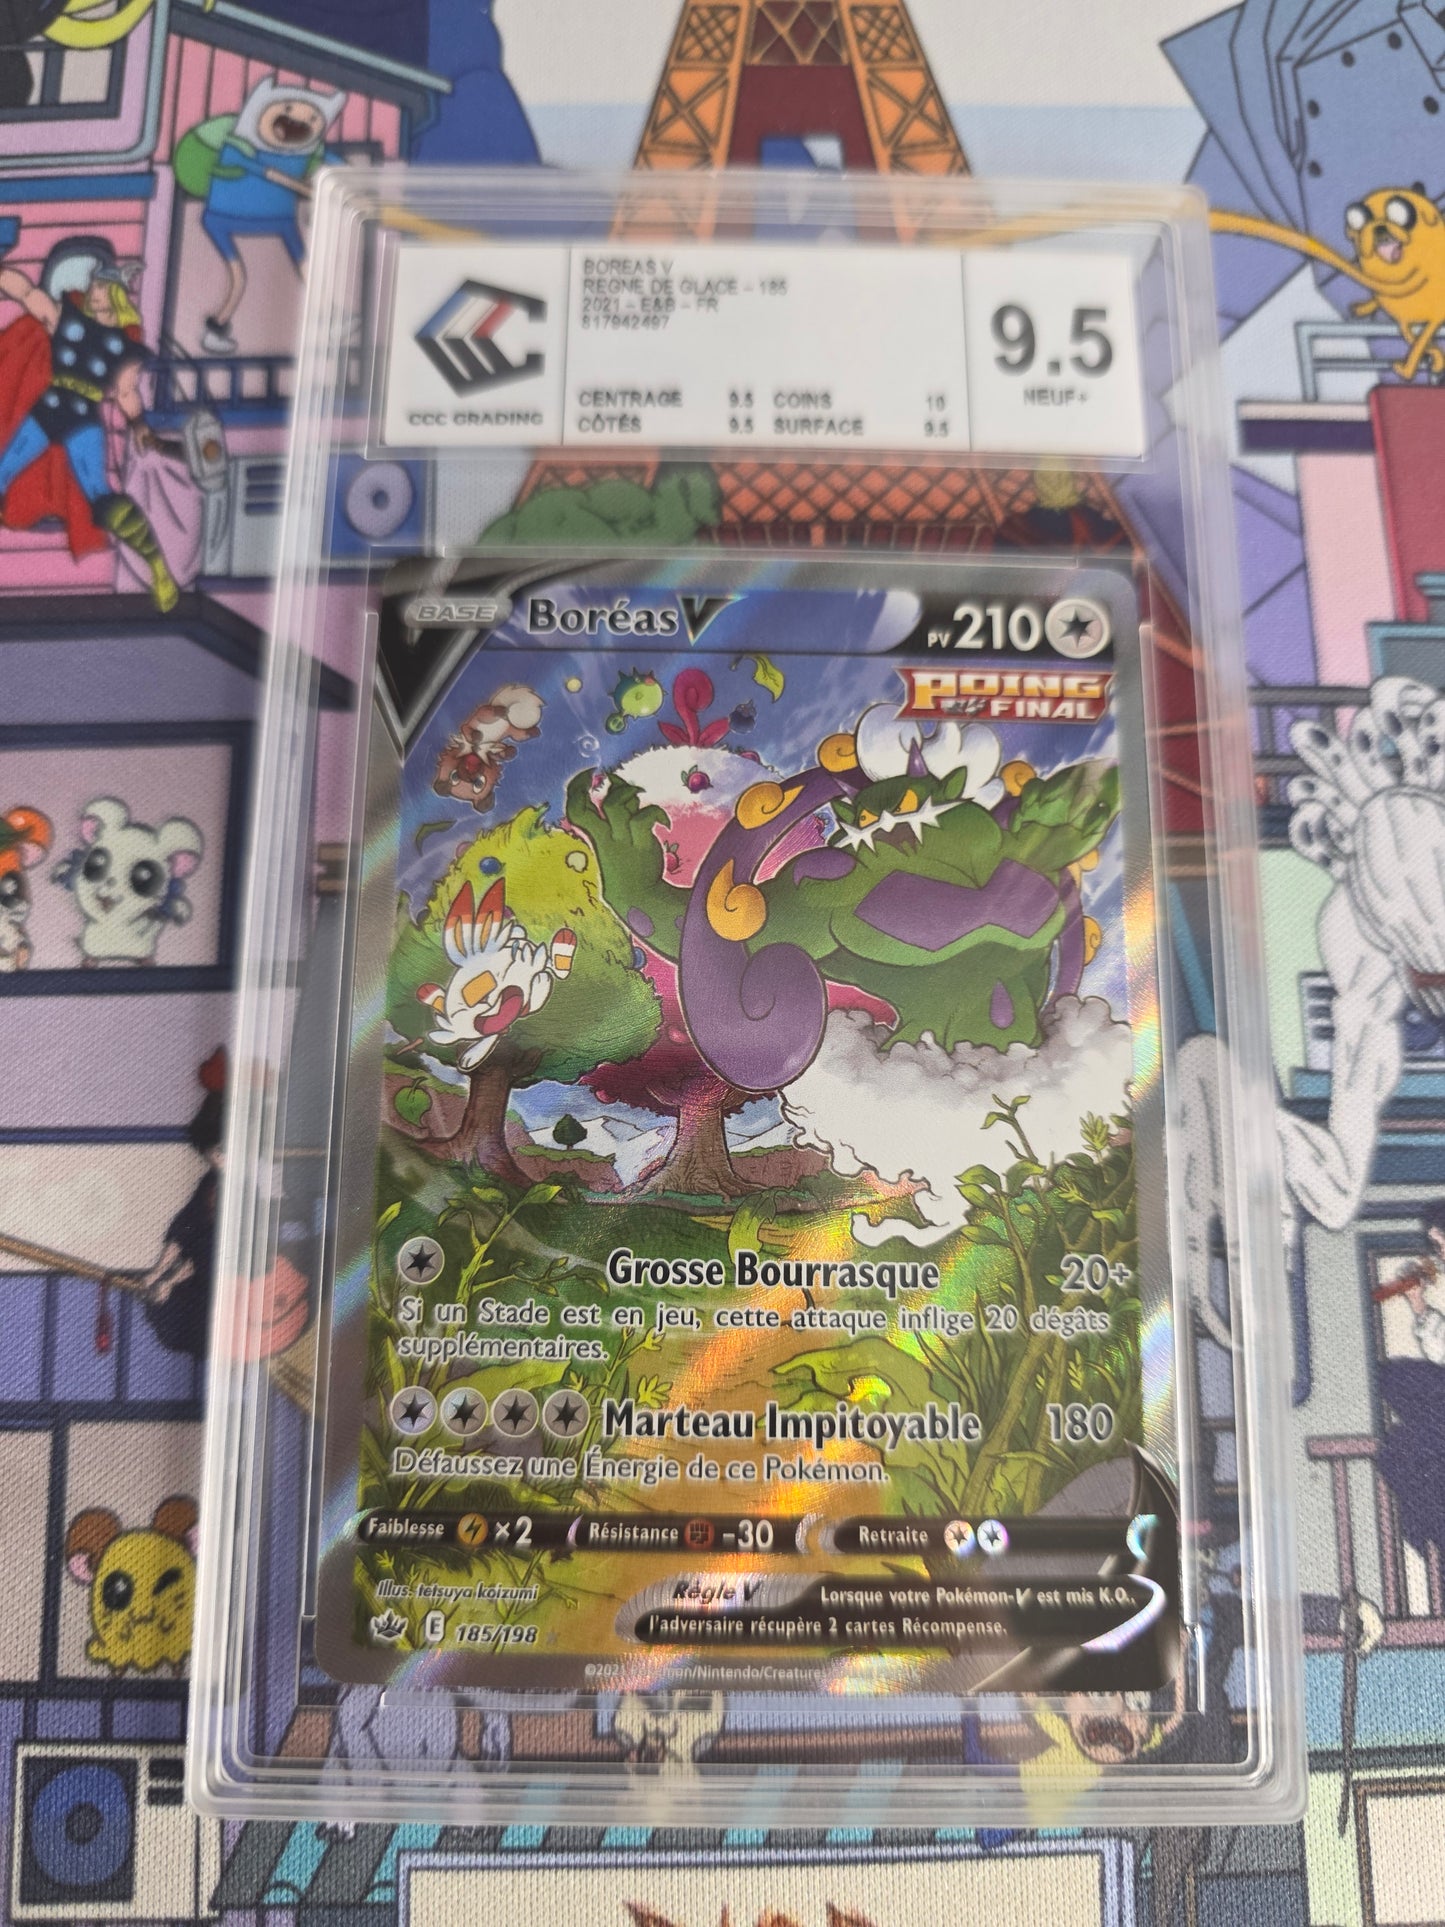 BOREAS V
REGNE DE GLACE - 185
2021 - E&B - FR
817942497
CENTRAGE 9.5 COINS 10
CÔTÉS 9.5 SURFACE 9.5
CCC GRADING
9.5
NEUF+
BASE Boréas V PV 210
POING
FINAL
Grosse Bourrasque 20+
Si un Stade est en jeu, cette attaque inflige 20 dégâts
supplémentaires.
Marteau Impitoyable 180
Défaussez une Énergie de ce Pokémon.
Faiblesse ×2 Résistance -30 Retraite
Illus. tetsuya koizumi
E 185/198
Règle V Lorsque votre Pokémon-V est mis K.O.,
l'adversaire récupère 2 cartes Récompense.
/Nintendo/Creatures